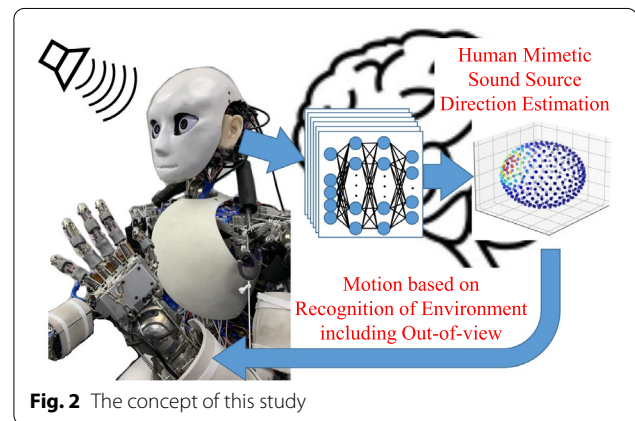 Human Mimetic
Sound Source
Direction Estimation
Motion based on
Recognition of Environment
including Out-of-view
Fig. 2 The concept of this study